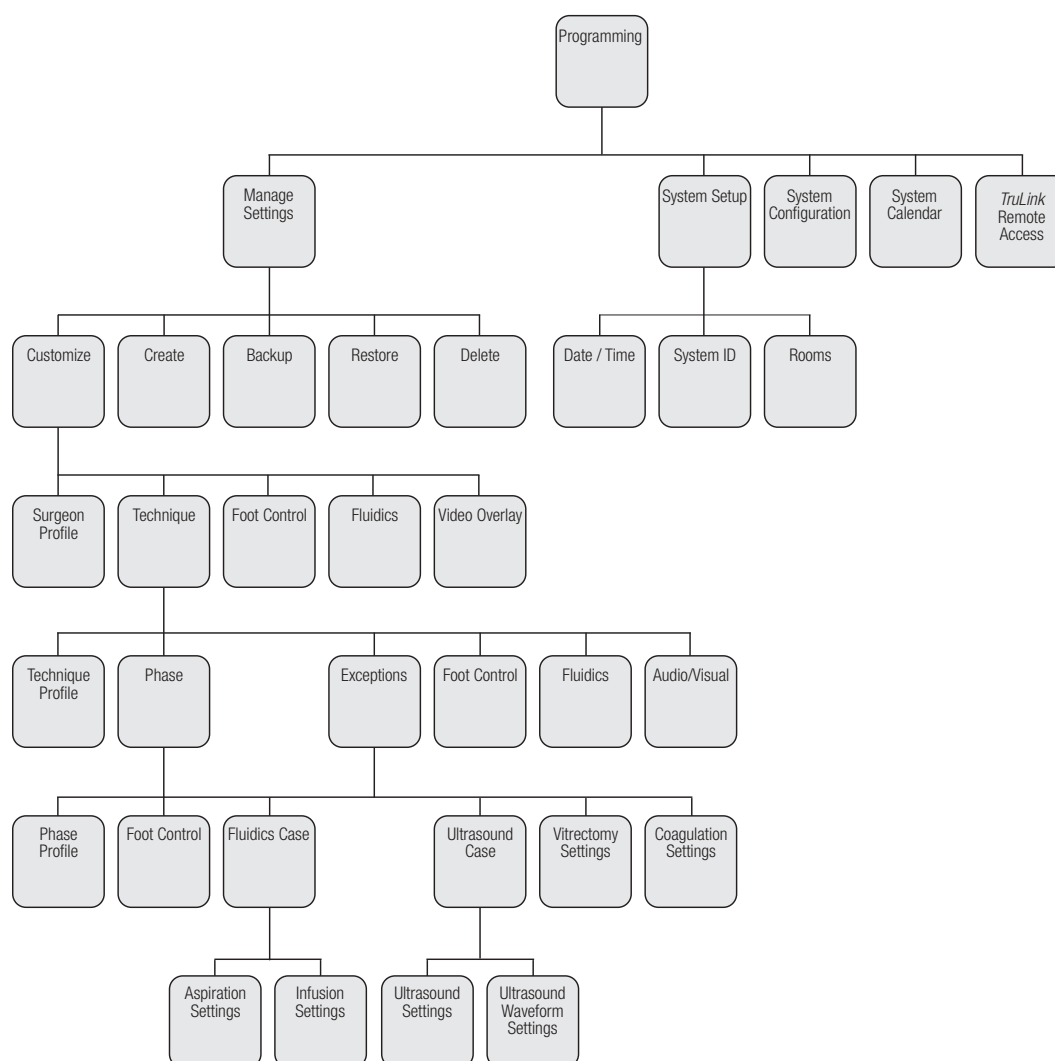 Programming
Manage
Settings
System Setup
System
Configuration
System
Calendar
TruLink
Remote
Access
Customize
Create
Backup
Restore
Delete
Date / Time
System ID
Rooms
Surgeon
Profile
Technique
Foot Control
Fluidics
Video Overlay
Technique
Profile
Phase
Exceptions
Foot Control
Fluidics
Audio/Visual
Phase
Profile
Foot Control
Fluidics Case
Ultrasound
Case
Vitrectomy
Settings
Coagulation
Settings
Aspiration
Settings
Infusion
Settings
Ultrasound
Settings
Ultrasound
Waveform
Settings